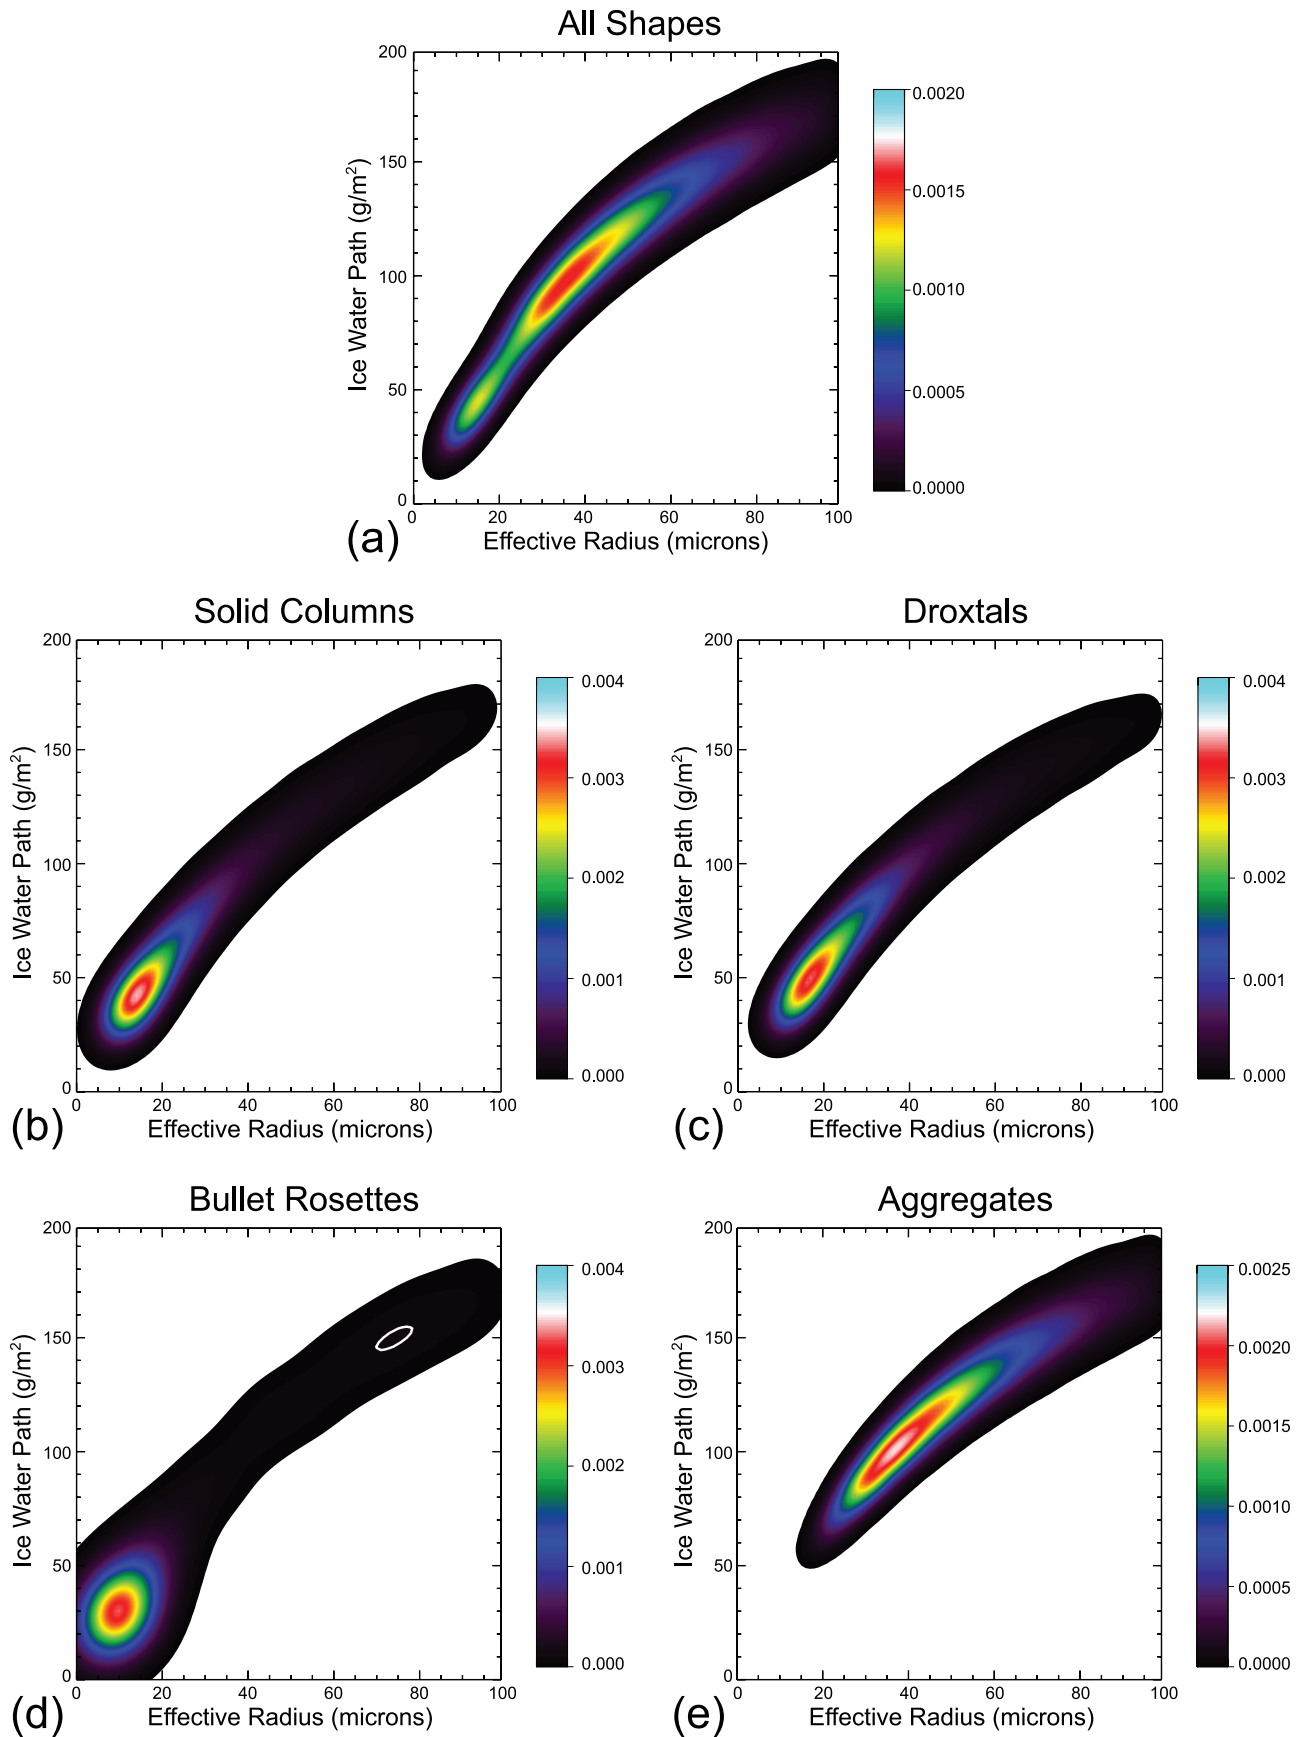 All Shapes
200
150
100
50
0
Ice Water Path (g/m²)
0 20 40 60 80 100
Effective Radius (microns)
0.0020
0.0015
0.0010
0.0005
0.0000
(a)
Solid Columns
200
150
100
50
0
Ice Water Path (g/m²)
0 20 40 60 80 100
Effective Radius (microns)
0.004
0.003
0.002
0.001
0.000
(b)
Droxtals
200
150
100
50
0
Ice Water Path (g/m²)
0 20 40 60 80 100
Effective Radius (microns)
0.004
0.003
0.002
0.001
0.000
(c)
Bullet Rosettes
200
150
100
50
0
Ice Water Path (g/m²)
0 20 40 60 80 100
Effective Radius (microns)
0.004
0.003
0.002
0.001
0.000
(d)
Aggregates
200
150
100
50
0
Ice Water Path (g/m²)
0 20 40 60 80 100
Effective Radius (microns)
0.0025
0.0020
0.0015
0.0010
0.0005
0.0000
(e)